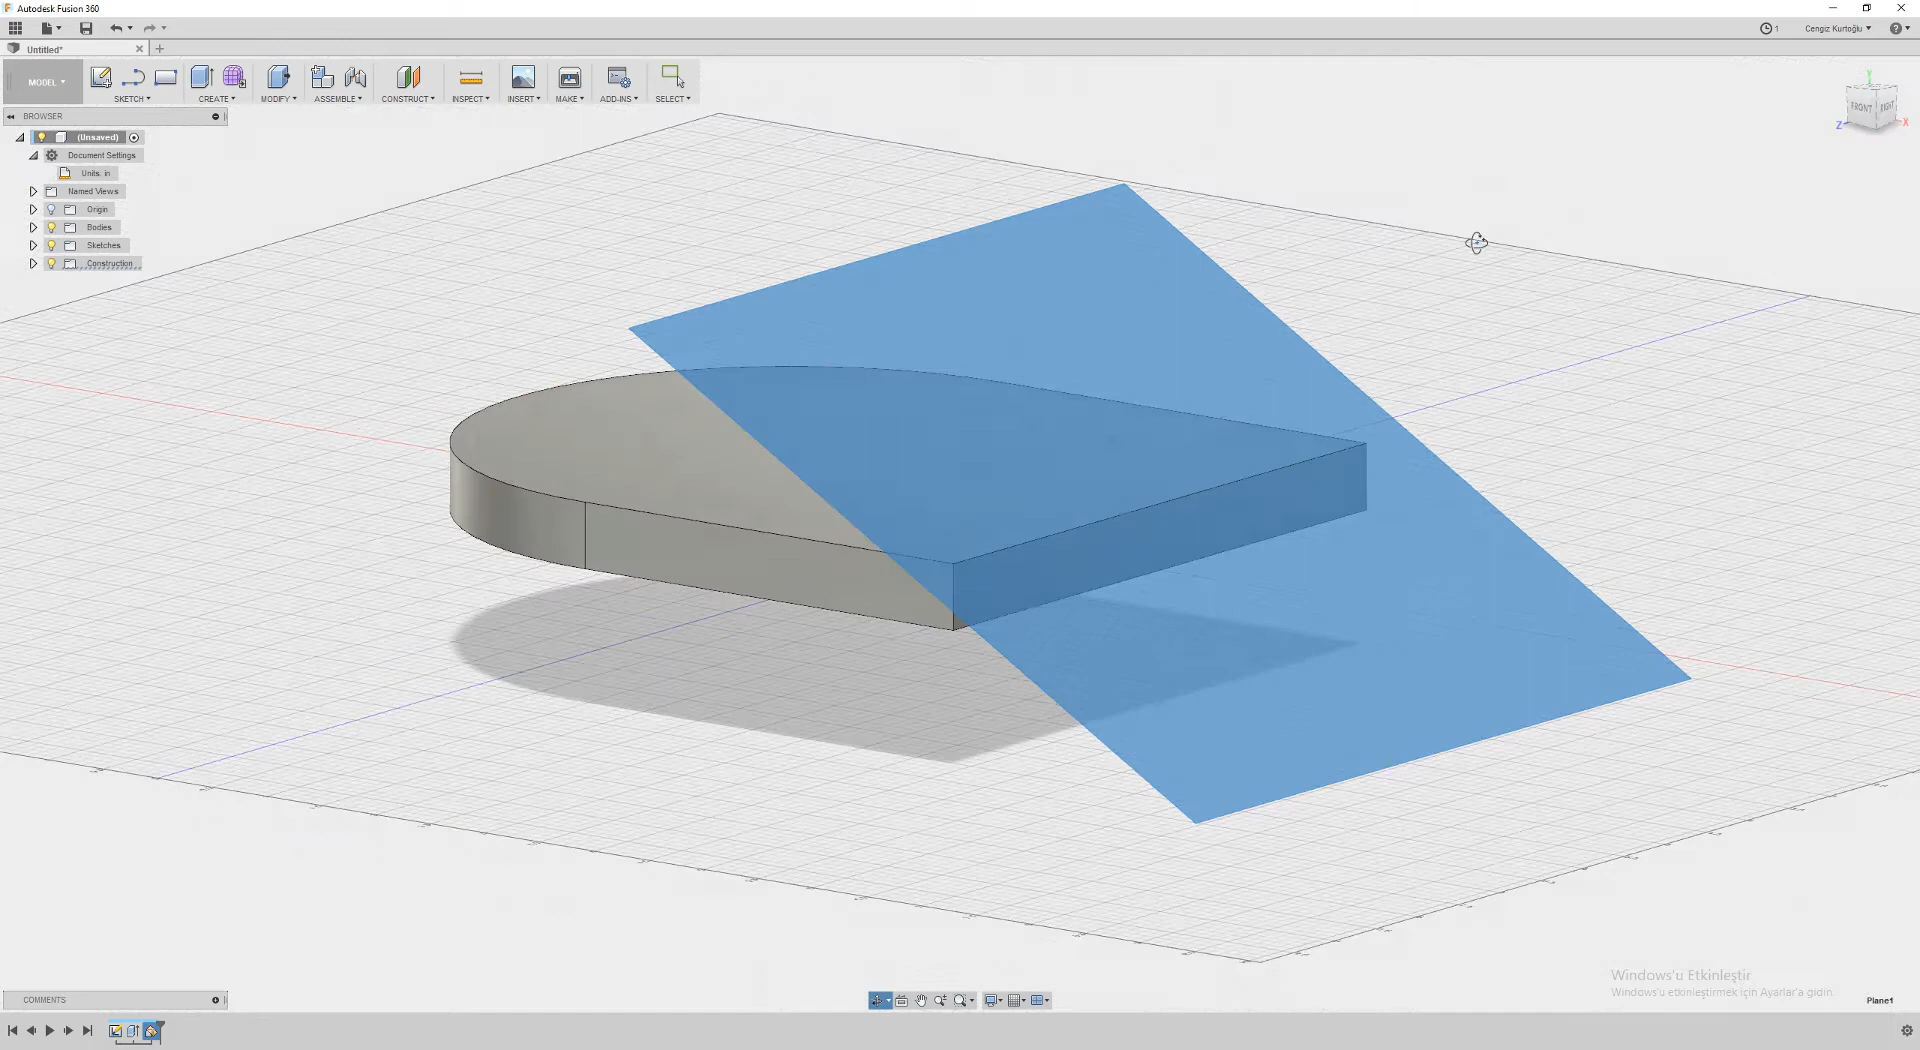 Autodesk Fusion 360
1
Cengiz Kurtoğlu
Untitled*
MODEL
SKETCH
CREATE
MODIFY
ASSEMBLE
CONSTRUCT
INSPECT
INSERT
MAKE
ADD-INS
SELECT
Y
FRONT
RIGHT
Z
X
BROWSER
(Unsaved)
Document Settings
Units: in
Named Views
Origin
Bodies
Sketches
Construction
Windows'u Etkinleştir
Windows'u etkinleştirmek için Ayarlar'a gidin.
COMMENTS
Plane1